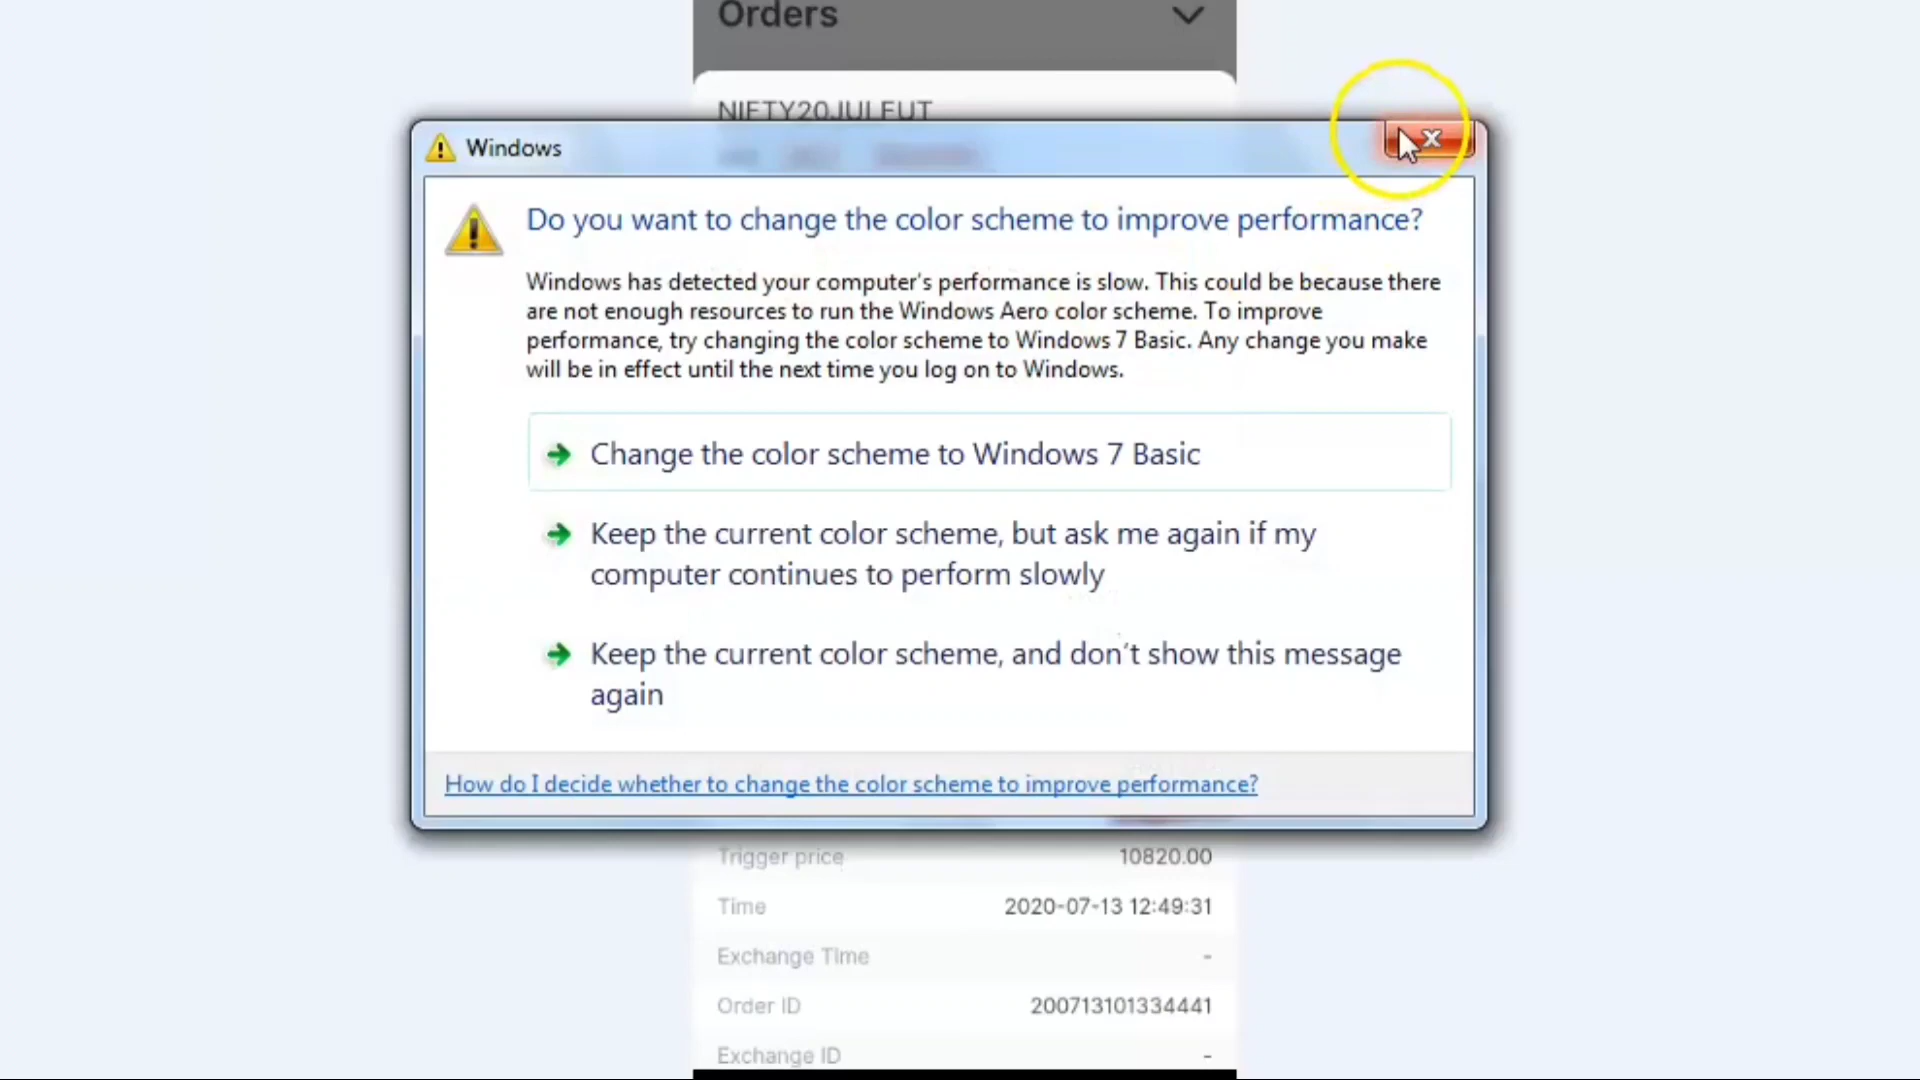 Orders
NIFTY20JULFUT
Windows
Do you want to change the color scheme to improve performance?
Windows has detected your computer's performance is slow. This could be because there
are not enough resources to run the Windows Aero color scheme. To improve
performance, try changing the color scheme to Windows 7 Basic. Any change you make
will be in effect until the next time you log on to Windows.
Change the color scheme to Windows 7 Basic
Keep the current color scheme, but ask me again if my
computer continues to perform slowly
Keep the current color scheme, and don't show this message
again
How do I decide whether to change the color scheme to improve performance?
Trigger price 10820.00
Time 2020-07-13 12:49:31
Exchange Time -
Order ID 200713101334441
Exchange ID -